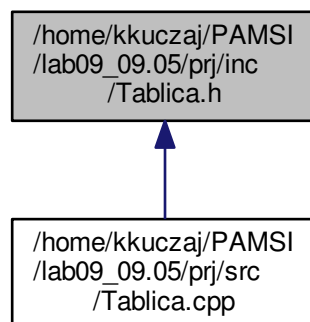 /home/kkuczaj/PAMSI
/lab09_09.05/prj/inc
/Tablica.h
/home/kkuczaj/PAMSI
/lab09_09.05/prj/src
/Tablica.cpp